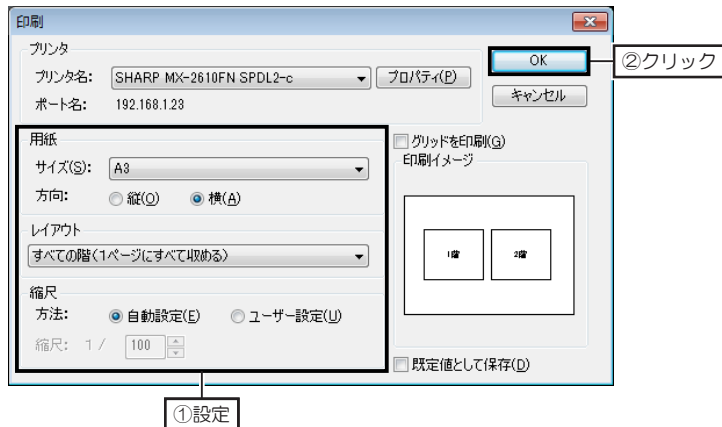 印刷
プリンタ
プリンタ名: SHARP MX-2610FN SPDL2-c プロパティ(P)
ポート名: 192.168.1.23
OK
②クリック
キャンセル
用紙
サイズ(S): A3
方向: 縦(O) 横(A)
レイアウト
すべての階(1ページにすべて収める)
縮尺
方法: 自動設定(E) ユーザー設定(U)
縮尺: 1 / 100
グリッドを印刷(G)
印刷イメージ
1階 2階
既定値として保存(D)
①設定